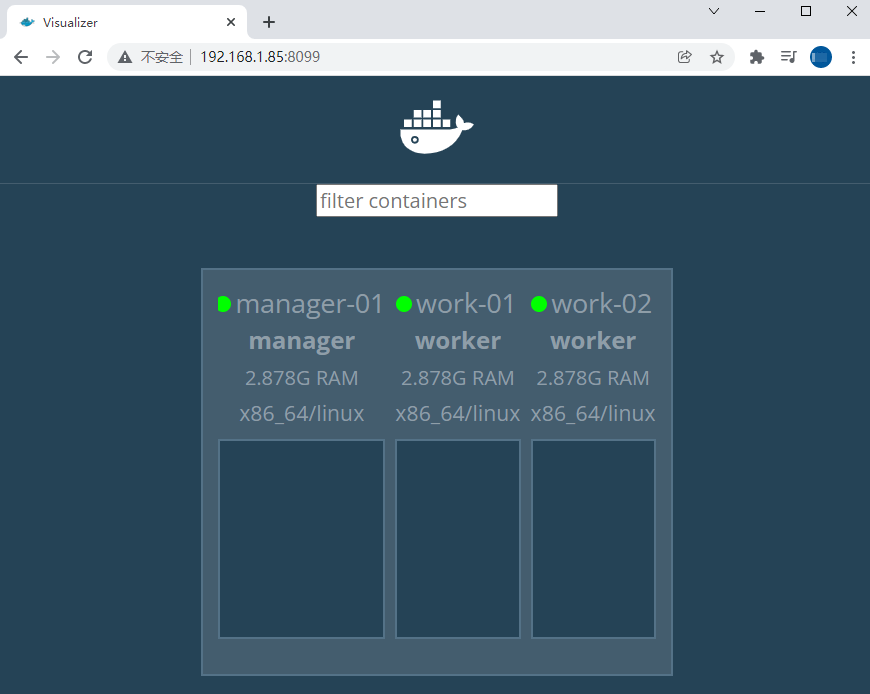 Visualizer
不安全 192.168.1.85:8099
filter containers
manager-01 work-01 work-02
manager worker worker
2.878G RAM 2.878G RAM 2.878G RAM
x86_64/linux x86_64/linux x86_64/linux